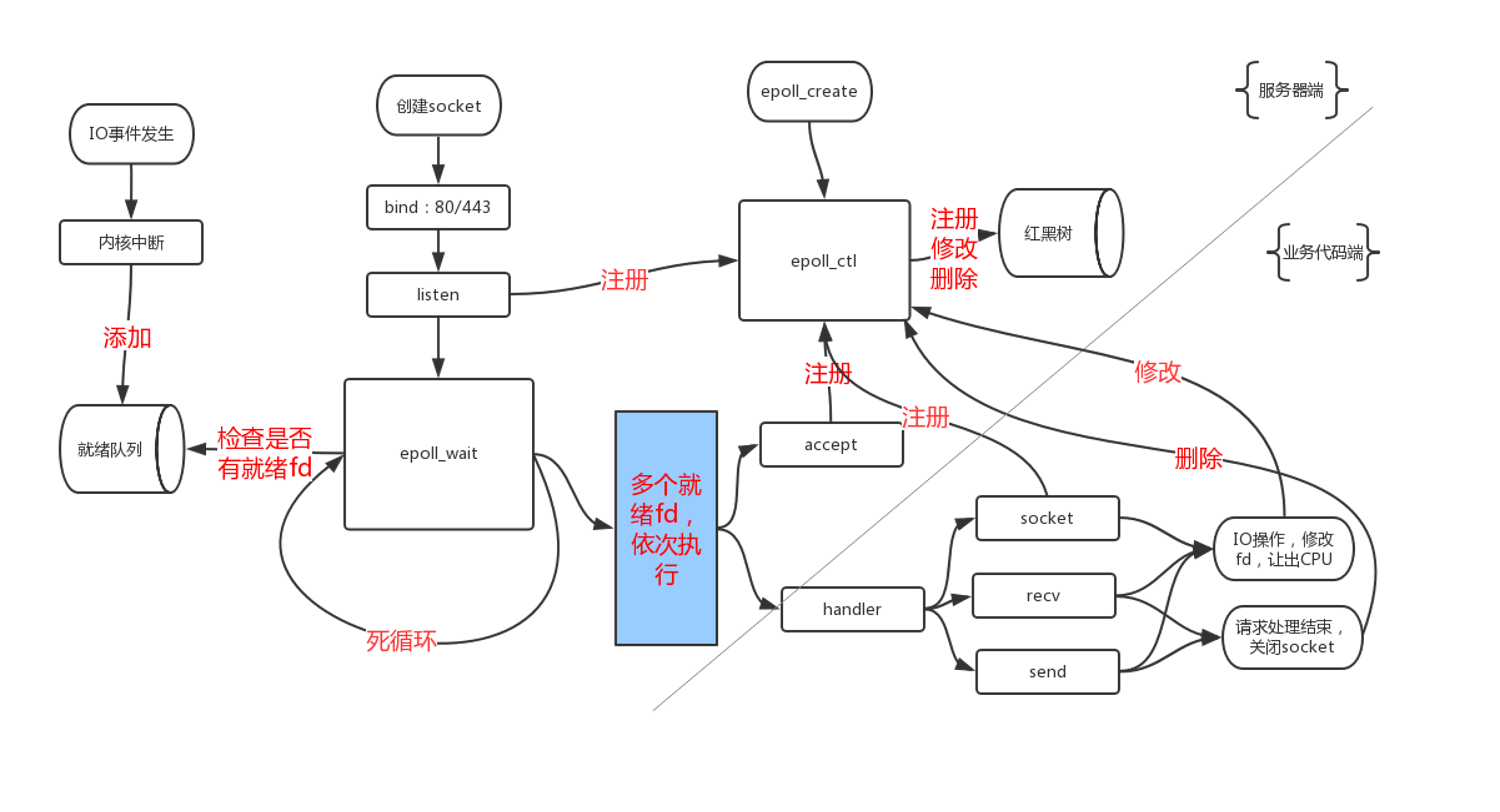 IO事件发生
内核中断
添加
就绪队列
创建socket
bind：80/443
listen
注册
epoll_wait
检查是否
有就绪fd
死循环
多个就
绪fd，
依次执
行
epoll_create
epoll_ctl
注册
修改
删除
红黑树
注册
accept
注册
handler
socket
recv
send
修改
删除
IO操作，修改
fd，让出CPU
请求处理结束，
关闭socket
服务器端
业务代码端